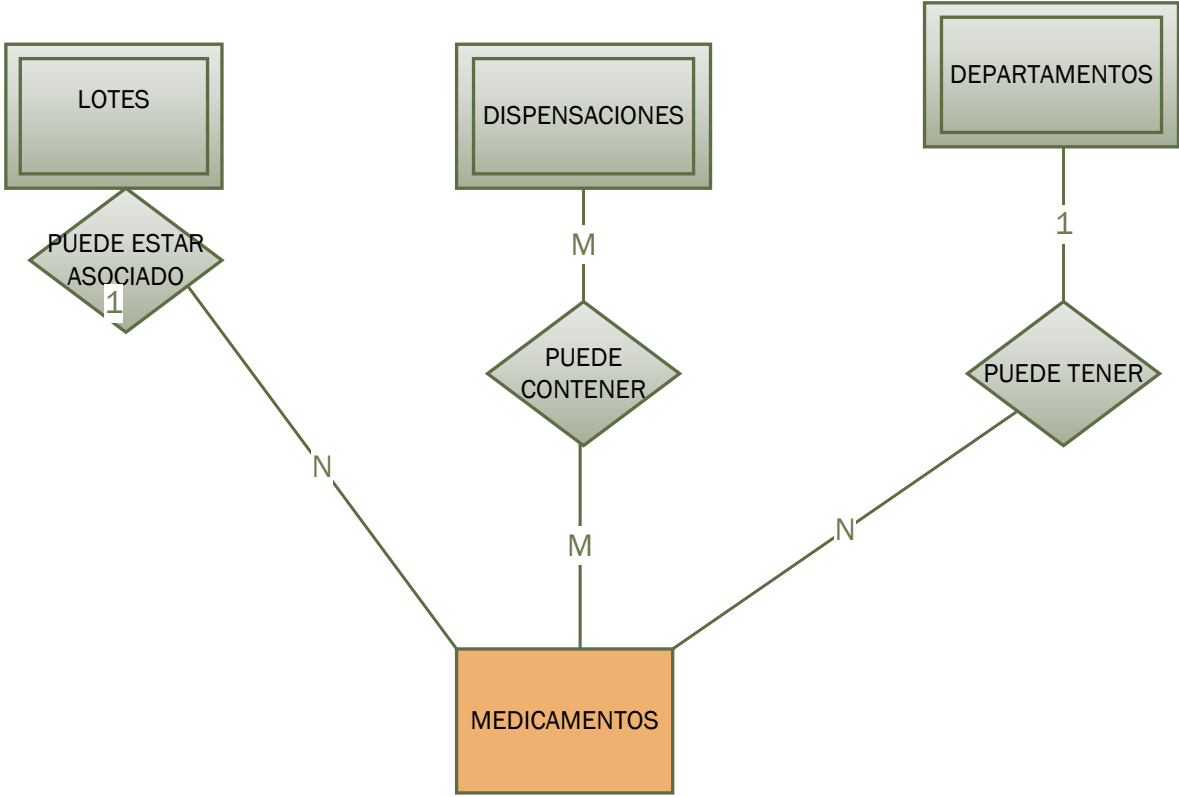 LOTES
DISPENSACIONES
DEPARTAMENTOS
PUEDE ESTAR
ASOCIADO
1
M
1
PUEDE
CONTENER
PUEDE TENER
N
M
N
MEDICAMENTOS